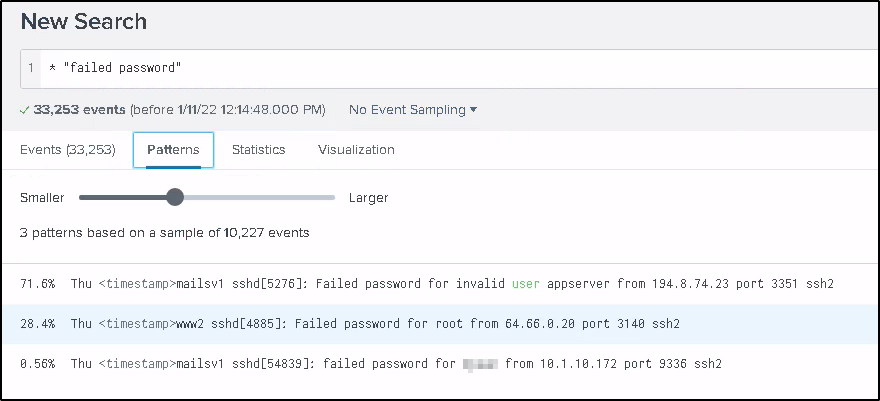 New Search
1 * "failed password"
33,253 events (before 1/11/22 12:14:48.000 PM) No Event Sampling
Events (33,253) Patterns Statistics Visualization
Smaller Larger
3 patterns based on a sample of 10,227 events
71.6% Thu <timestamp>mailsv1 sshd[5276]: Failed password for invalid user appserver from 194.8.74.23 port 3351 ssh2
28.4% Thu <timestamp>www2 sshd[4885]: Failed password for root from 64.66.0.20 port 3140 ssh2
0.56% Thu <timestamp>mailsv1 sshd[54839]: failed password for from 10.1.10.172 port 9336 ssh2